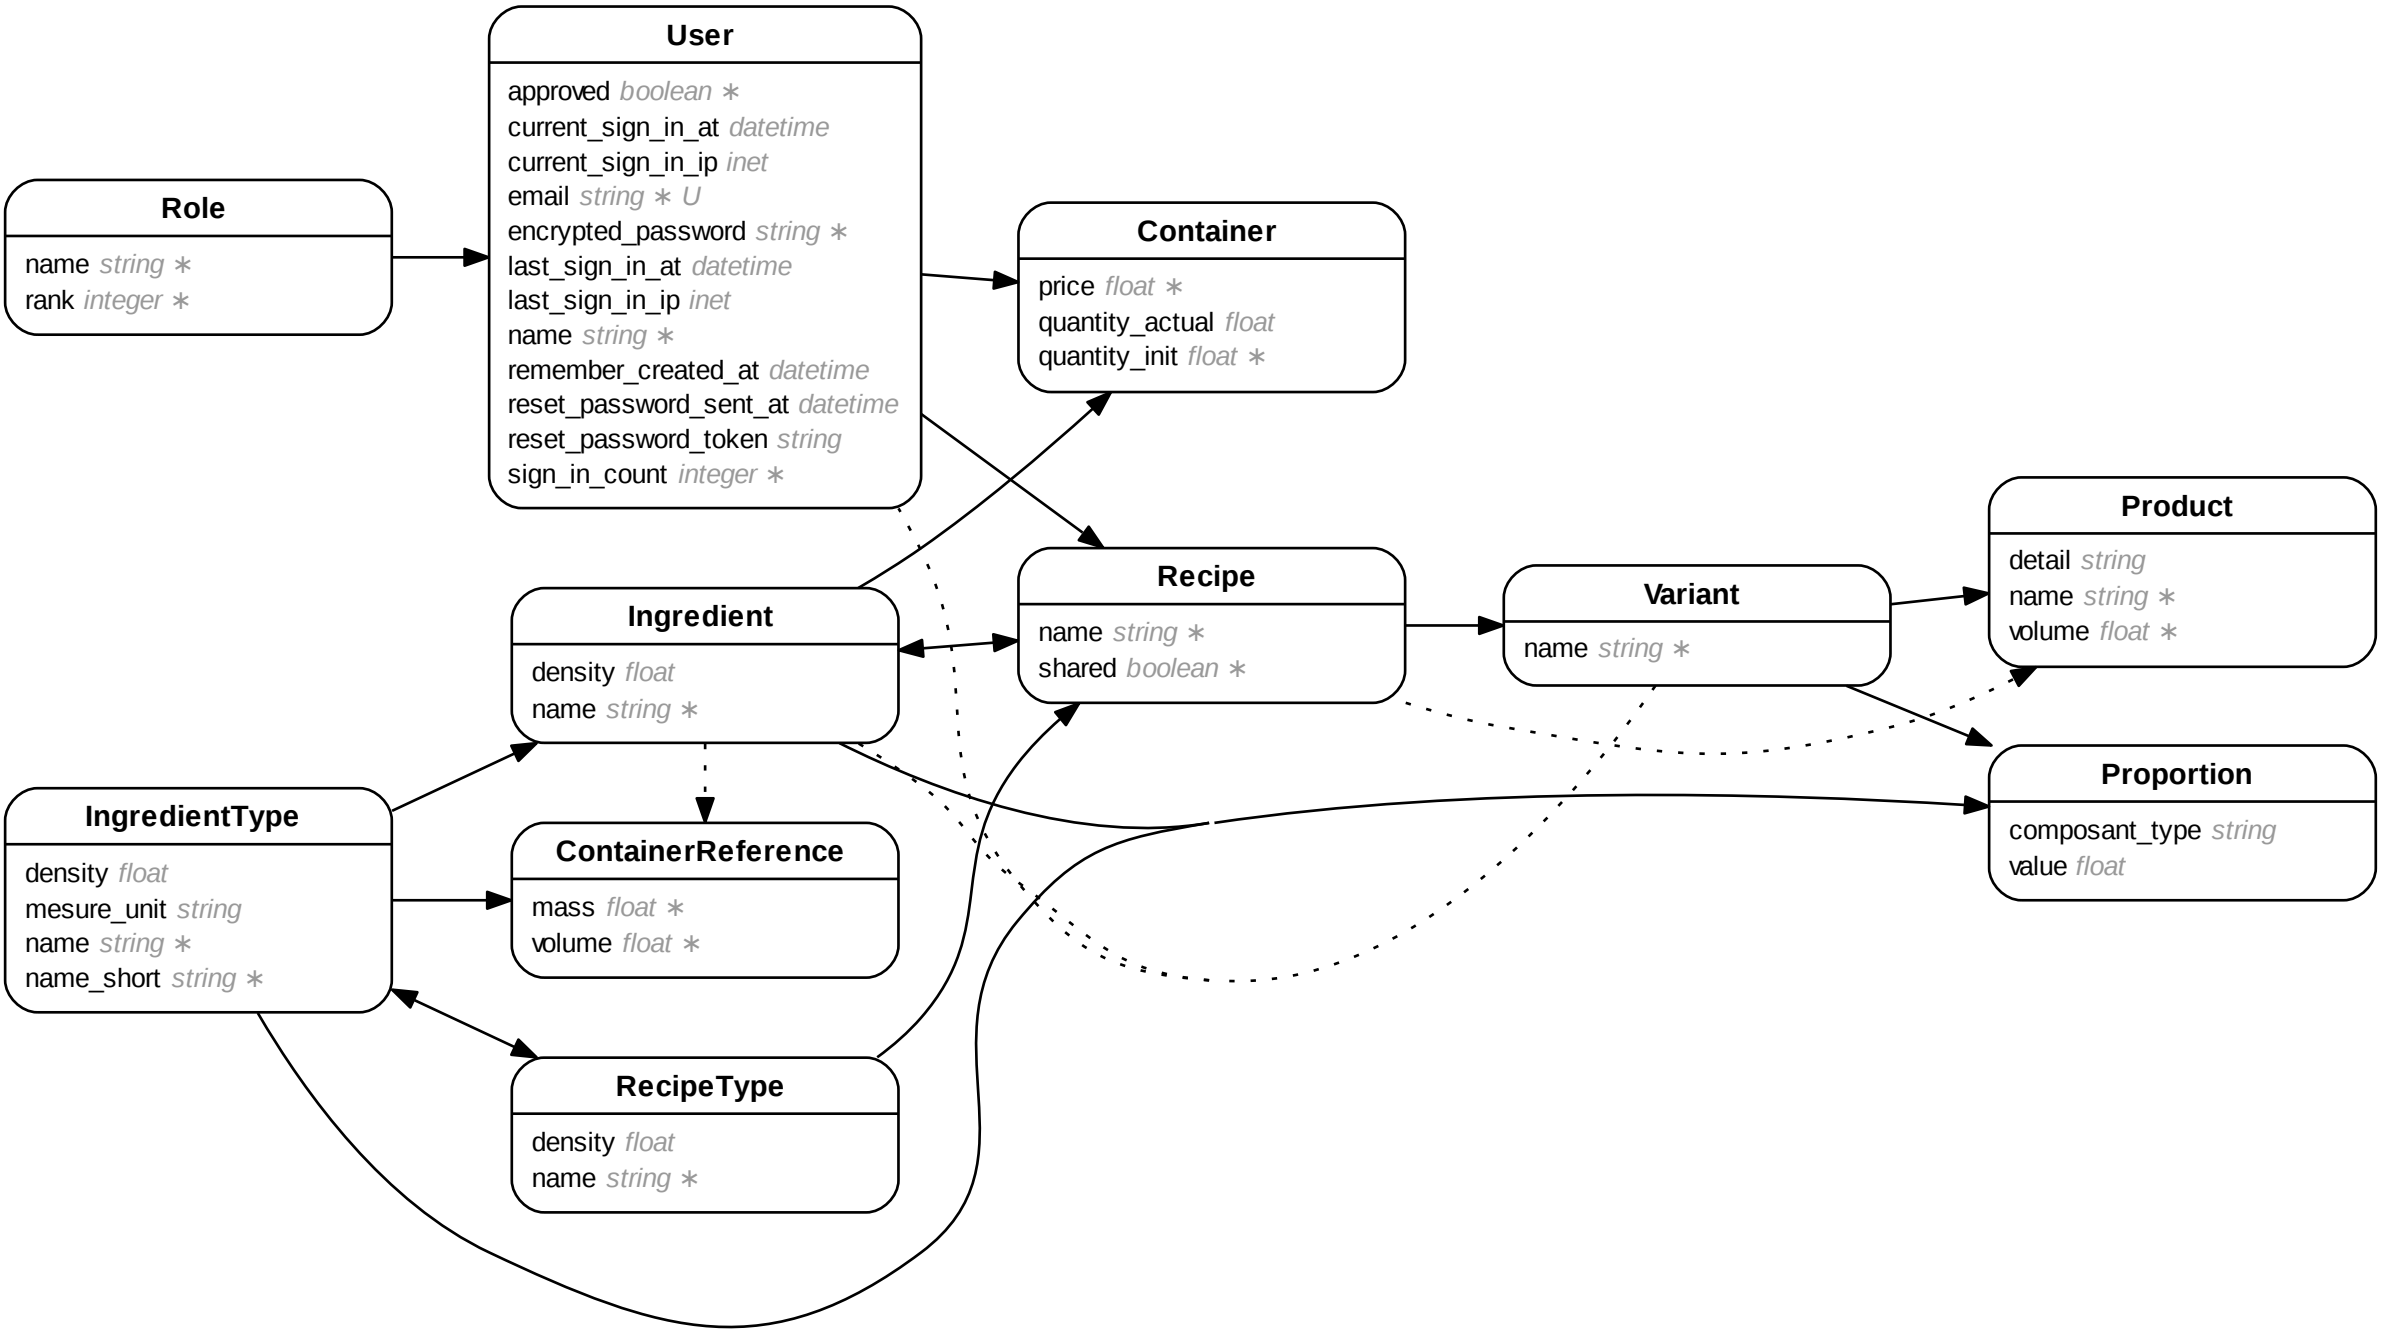 User
approved boolean ∗
current_sign_in_at datetime
current_sign_in_ip inet
email string ∗ U
encrypted_password string ∗
last_sign_in_at datetime
last_sign_in_ip inet
name string ∗
remember_created_at datetime
reset_password_sent_at datetime
reset_password_token string
sign_in_count integer ∗
Role
name string ∗
rank integer ∗
Container
price float ∗
quantity_actual float
quantity_init float ∗
Ingredient
density float
name string ∗
Recipe
name string ∗
shared boolean ∗
Variant
name string ∗
Product
detail string
name string ∗
volume float ∗
Proportion
composant_type string
value float
IngredientType
density float
mesure_unit string
name string ∗
name_short string ∗
ContainerReference
mass float ∗
volume float ∗
RecipeType
density float
name string ∗